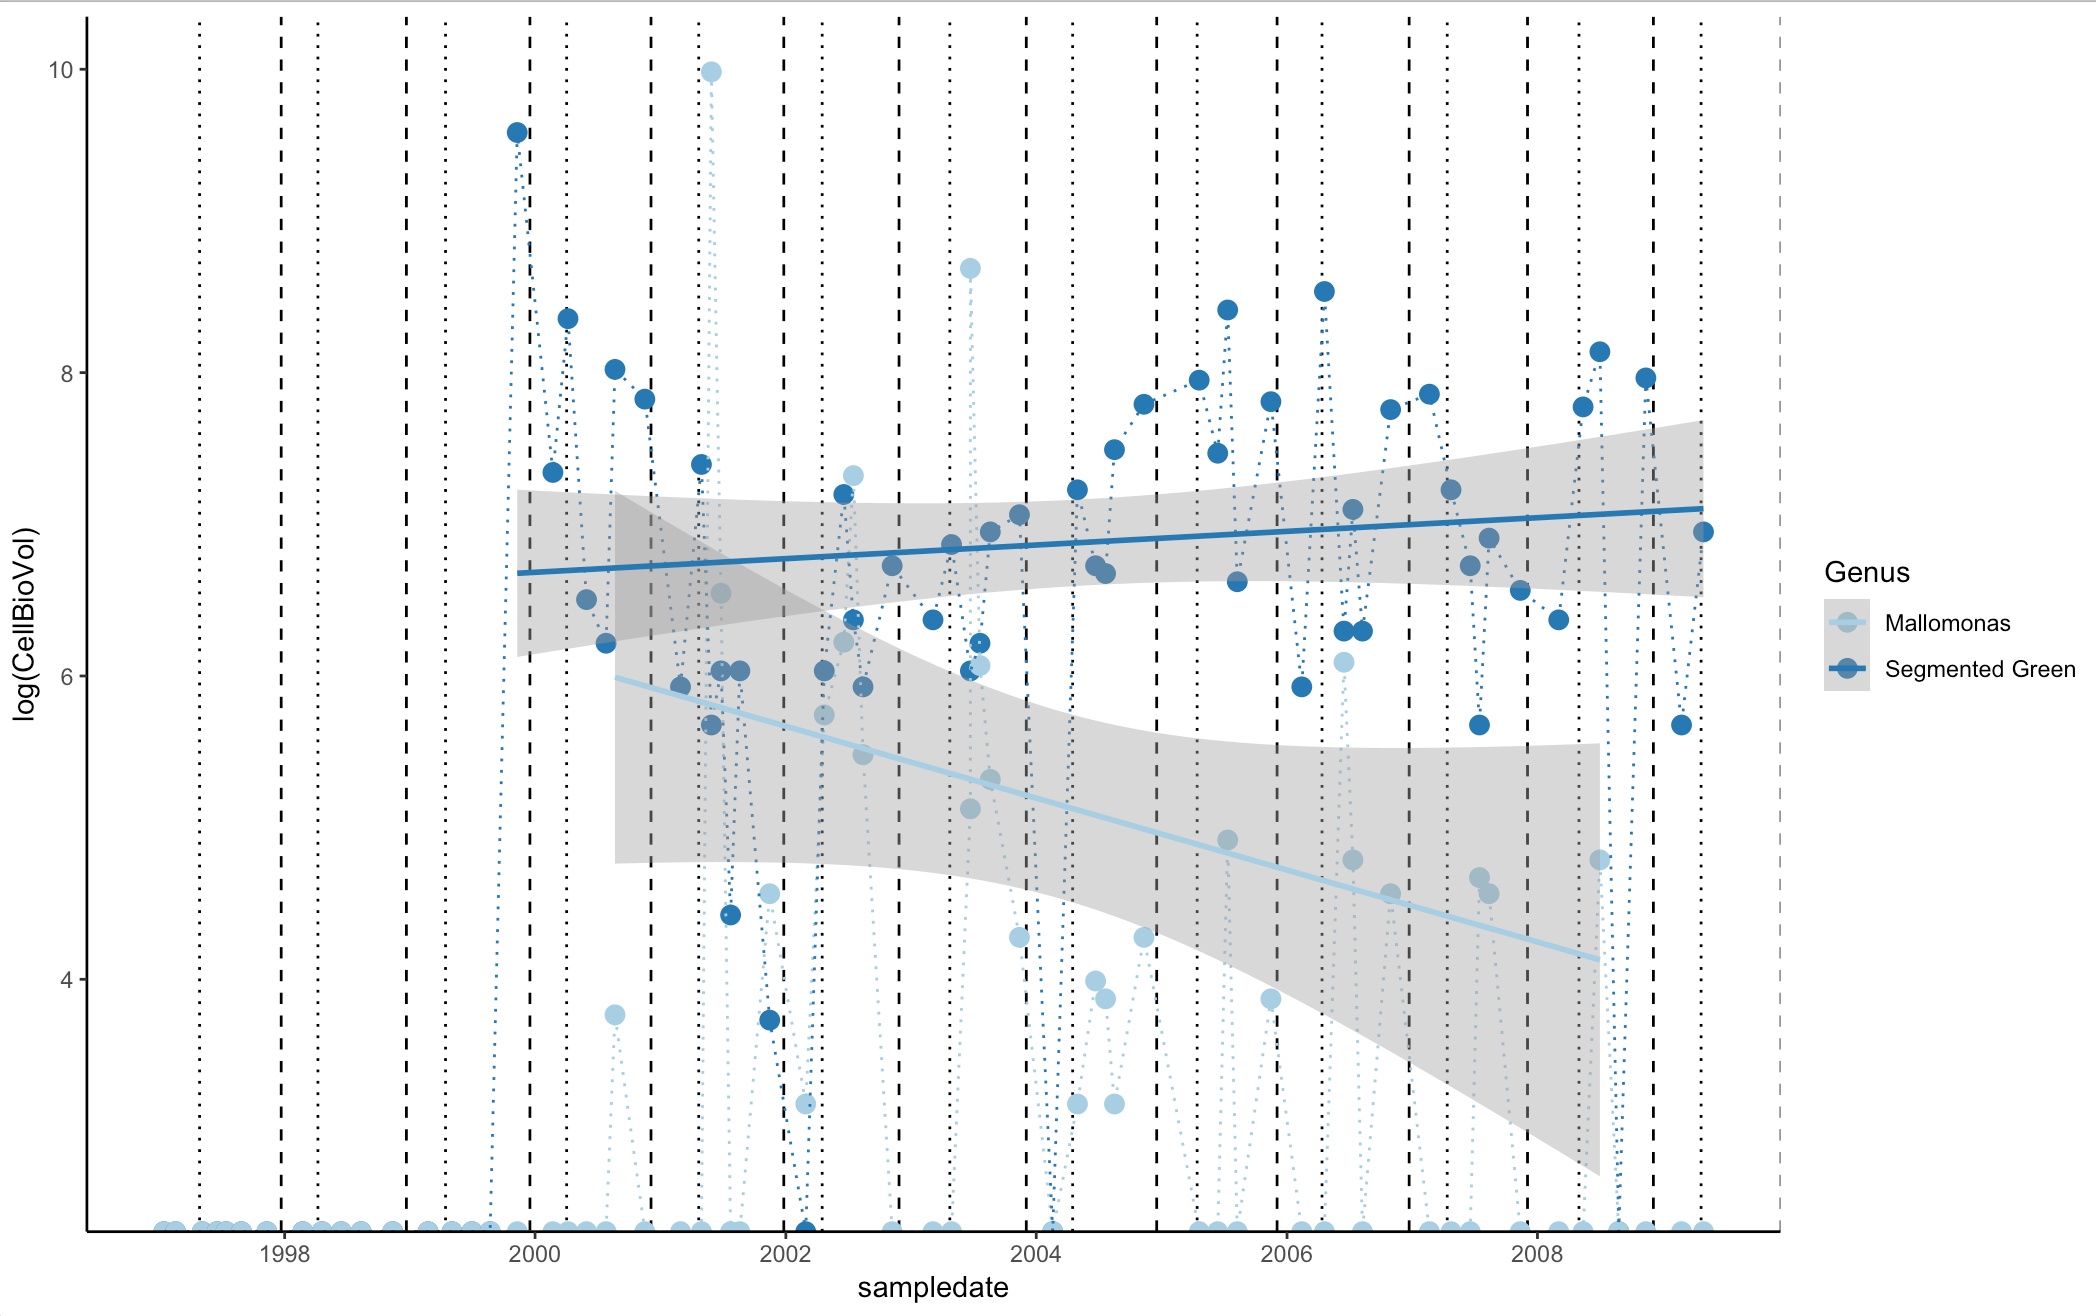 10
8
6
4
log(CellBioVol)
1998 2000 2002 2004 2006 2008
sampledate
Genus
Mallomonas
Segmented Green